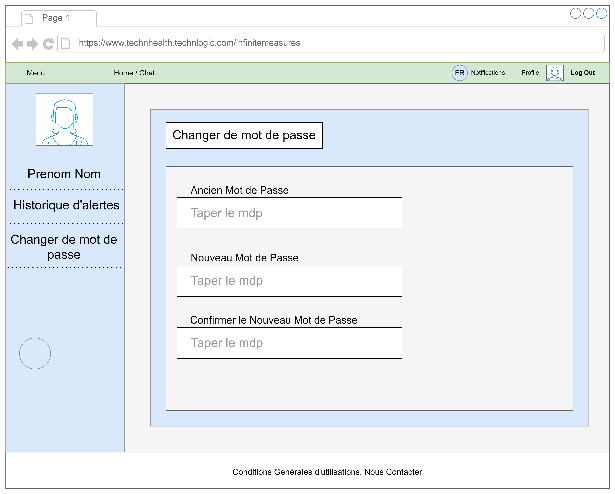 Page 1
https://www.technhealth.technlogic.com/infinitemeasures
Menu Home / Chat FR Notifications Profile Log Out
Prenom Nom
Historique d'alertes
Changer de mot de
passe
Changer de mot de passe
Ancien Mot de Passe
Taper le mdp
Nouveau Mot de Passe
Taper le mdp
Confirmer le Nouveau Mot de Passe
Taper le mdp
Conditions Générales d'utilisations. Nous Contacter